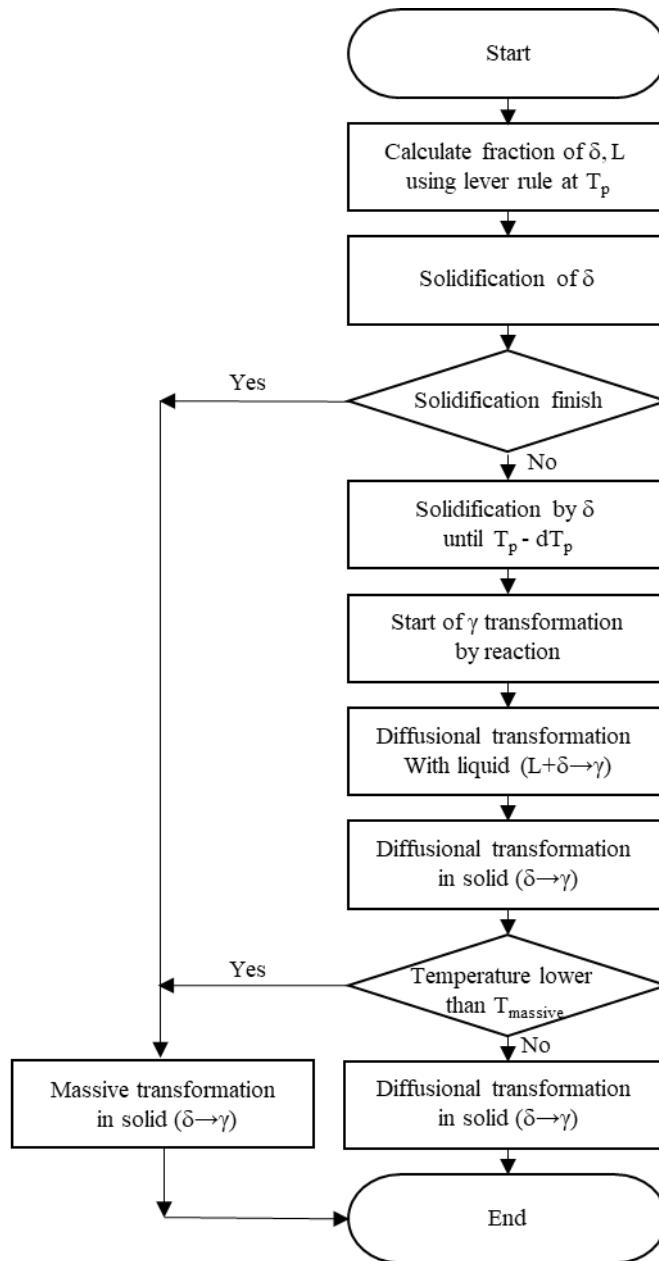 Start
Calculate fraction of δ, L
using lever rule at Tₚ
Solidification of δ
Yes
Solidification finish
No
Solidification by δ
until Tₚ - dTₚ
Start of γ transformation
by reaction
Diffusional transformation
With liquid (L+δ→γ)
Diffusional transformation
in solid (δ→γ)
Yes
Temperature lower
than Tmassive
No
Massive transformation
in solid (δ→γ)
Diffusional transformation
in solid (δ→γ)
End